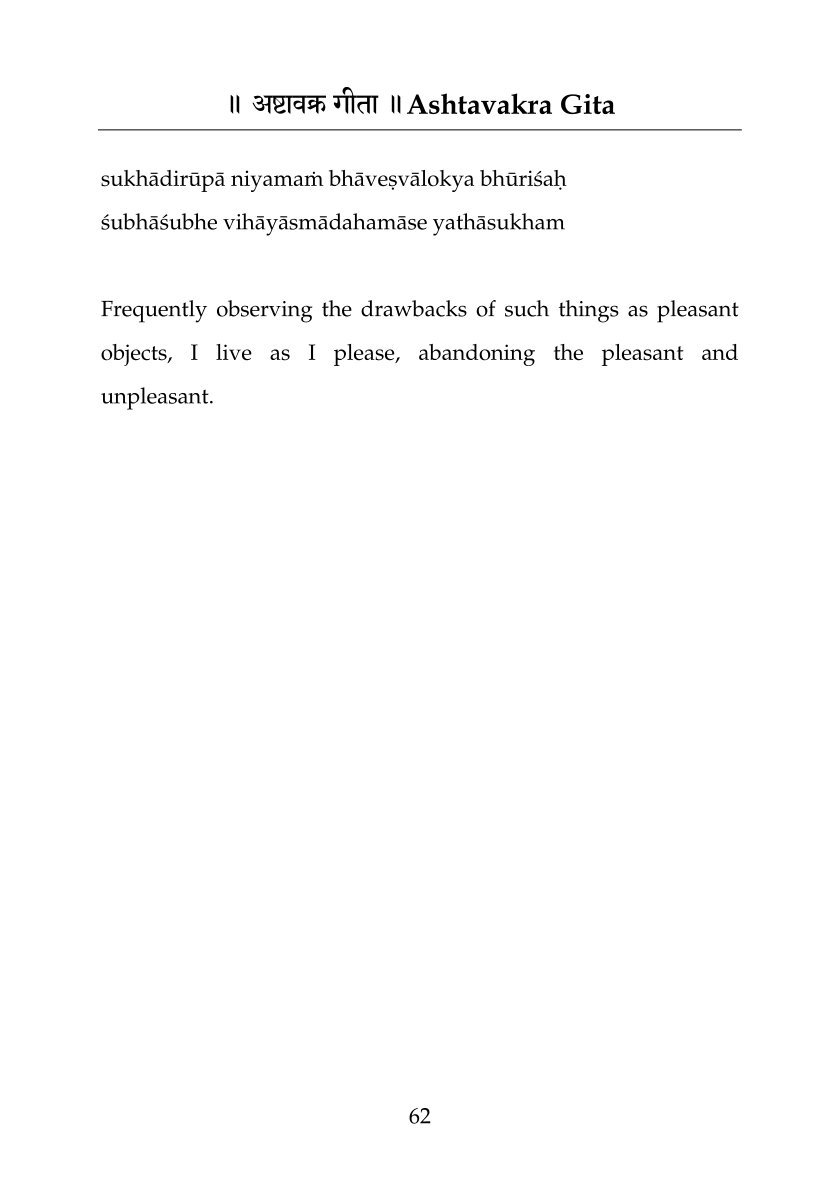 ॥ अष्टावक्र गीता ॥ Ashtavakra Gita
sukhādirūpā niyamaṁ bhāveṣvālokya bhūriśaḥ
śubhāśubhe vihāyāsmādahamāse yathāsukham
Frequently observing the drawbacks of such things as pleasant
objects, I live as I please, abandoning the pleasant and
unpleasant.
62